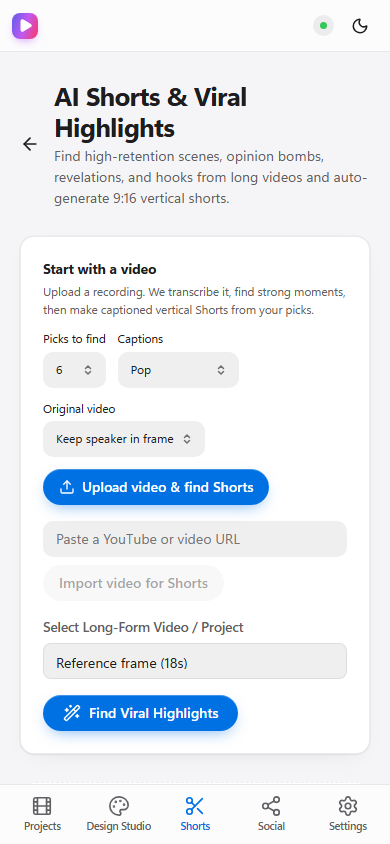 AI Shorts & Viral
Highlights
Find high-retention scenes, opinion bombs,
revelations, and hooks from long videos and auto-
generate 9:16 vertical shorts.
Start with a video
Upload a recording. We transcribe it, find strong moments,
then make captioned vertical Shorts from your picks.
Picks to find Captions
6 Pop
Original video
Keep speaker in frame
Upload video & find Shorts
Paste a YouTube or video URL
Import video for Shorts
Select Long-Form Video / Project
Reference frame (18s)
Find Viral Highlights
Projects Design Studio Shorts Social Settings